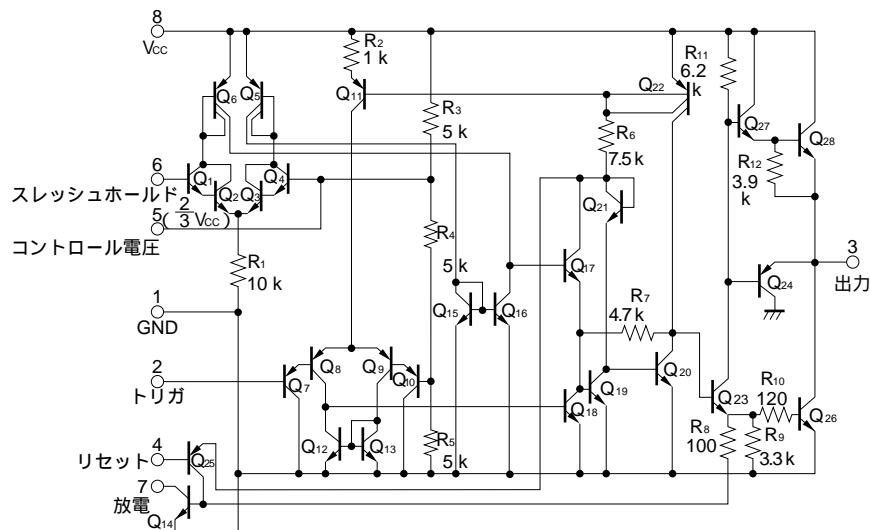 8
Vcc
R2
1 k
R11
6.2
k
Q6
Q5
Q11
Q22
R3
5 k
R6
7.5 k
Q27
Q28
R12
3.9
k
6
スレッシュホールド
Q1
Q2
Q3
Q4
5 ( 2/3 Vcc )
コントロール電圧
Q21
R4
5 k
R1
10 k
Q17
3
出力
Q24
1
GND
Q15
Q16
R7
4.7 k
2
トリガ
Q7
Q8
Q9
Q10
Q18
Q19
Q20
Q23
R10
120
Q26
R8
100
R9
3.3 k
4
リセット
Q25
Q12
Q13
R5
5 k
7
放電
Q14